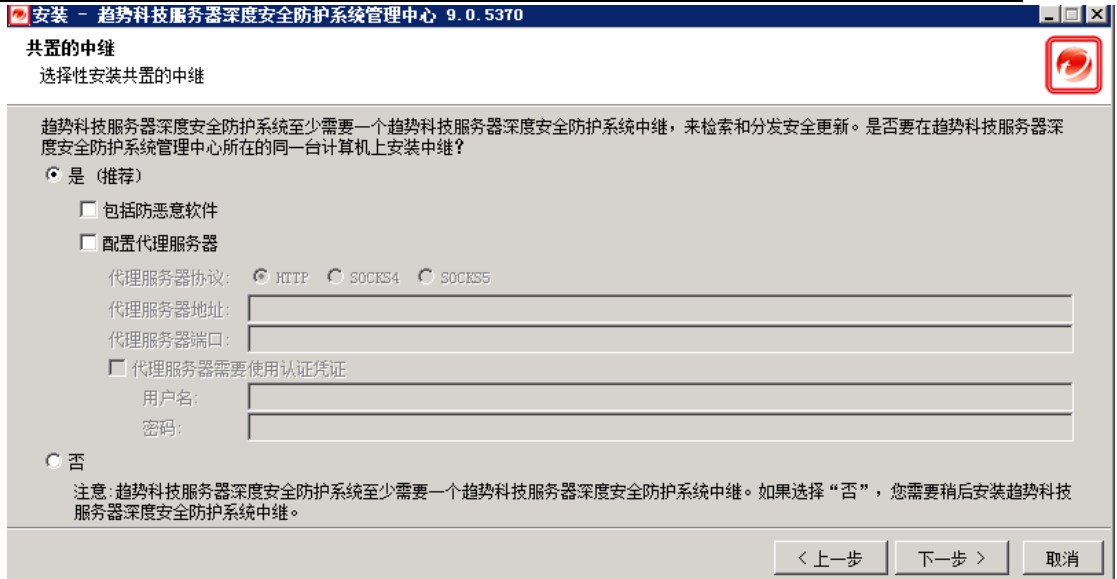 安装 - 趋势科技服务器深度安全防护系统管理中心 9.0.5370
共置的中继
选择性安装共置的中继
趋势科技服务器深度安全防护系统至少需要一个趋势科技服务器深度安全防护系统中继，来检索和分发安全更新。是否要在趋势科技服务器深
度安全防护系统管理中心所在的同一台计算机上安装中继？
是（推荐）
包括防恶意软件
配置代理服务器
代理服务器协议: HTTP SOCKS4 SOCKS5
代理服务器地址:
代理服务器端口:
代理服务器需要使用认证凭证
用户名:
密码:
否
注意:趋势科技服务器深度安全防护系统至少需要一个趋势科技服务器深度安全防护系统中继。如果选择“否”，您需要稍后安装趋势科技
服务器深度安全防护系统中继。
<上一步 下一步> 取消